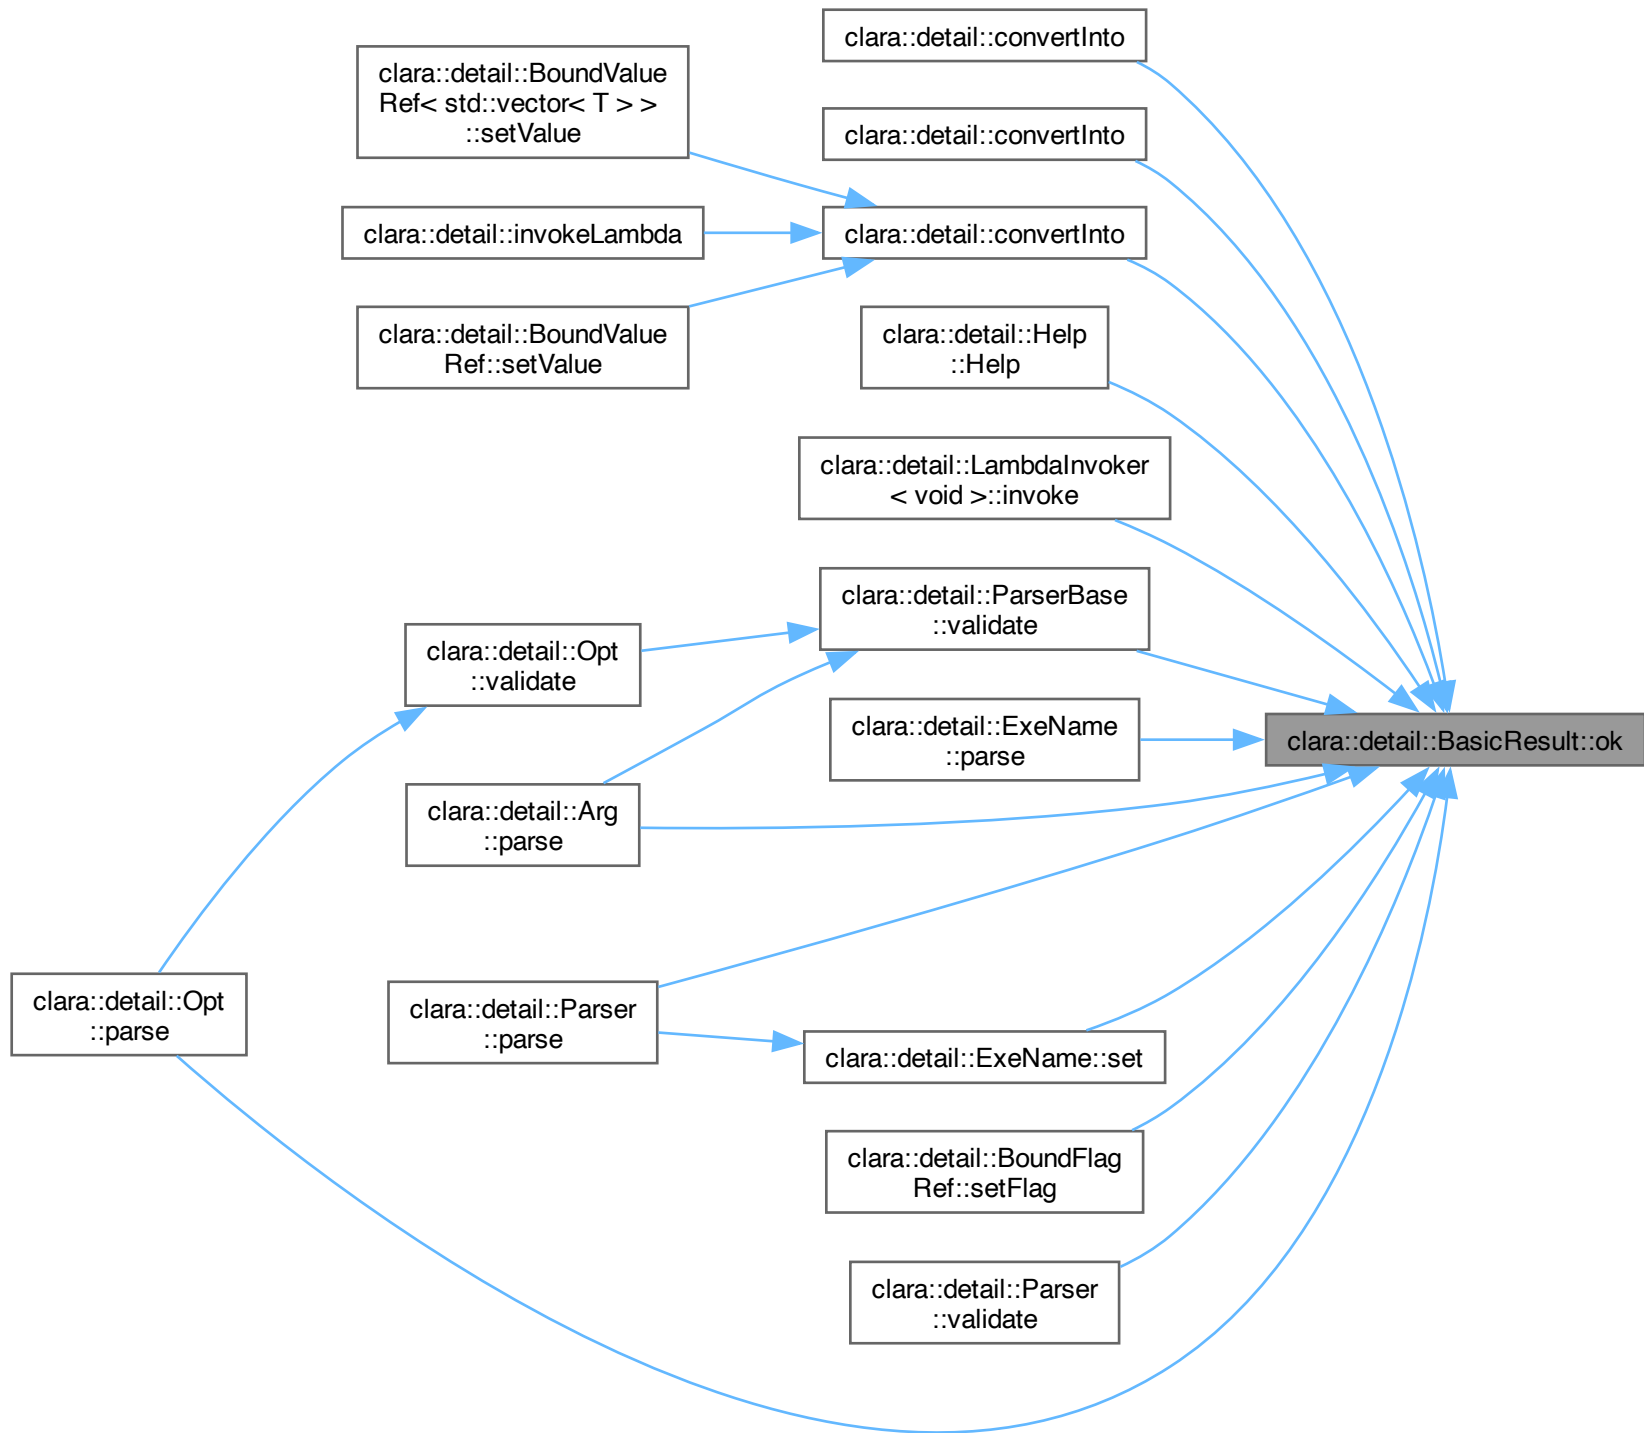 clara::detail::convertInto
clara::detail::BoundValue
Ref< std::vector< T > >
::setValue
clara::detail::convertInto
clara::detail::invokeLambda
clara::detail::convertInto
clara::detail::BoundValue
Ref::setValue
clara::detail::Help
::Help
clara::detail::LambdaInvoker
< void >::invoke
clara::detail::ParserBase
::validate
clara::detail::Opt
::validate
clara::detail::ExeName
::parse
clara::detail::BasicResult::ok
clara::detail::Arg
::parse
clara::detail::Opt
::parse
clara::detail::Parser
::parse
clara::detail::ExeName::set
clara::detail::BoundFlag
Ref::setFlag
clara::detail::Parser
::validate